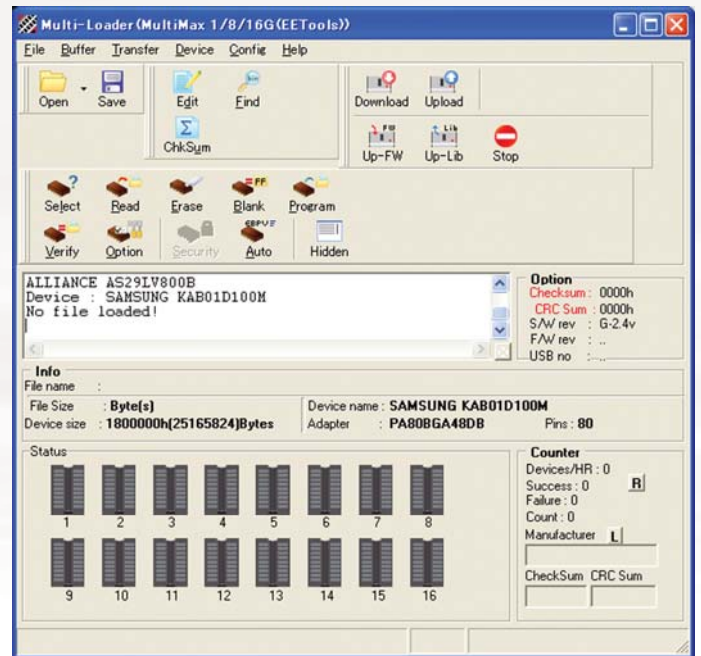 Multi-Loader(MultiMax 1/8/16G(EETools))
File Buffer Transfer Device Config Help
Open Save Edit Find Download Upload
ChkSum Up-FW Up-Lib Stop
Select Read Erase Blank Program
Verify Option Security Auto Hidden
ALLIANCE AS29LV800B
Device : SAMSUNG KAB01D100M
No file loaded!
Option
Checksum : 0000h
CRC Sum : 0000h
S/W rev : G-2.4v
F/W rev : ..
USB no : ....
Info
File name :
File Size : Byte(s)
Device size : 1800000h(25165824)Bytes
Device name : SAMSUNG KAB01D100M
Adapter : PA80BGA48DB Pins : 80
Status
1 2 3 4 5 6 7 8
9 10 11 12 13 14 15 16
Counter
Devices/HR : 0
Success : 0 R
Failure : 0
Count : 0
Manufacturer L
CheckSum CRC Sum